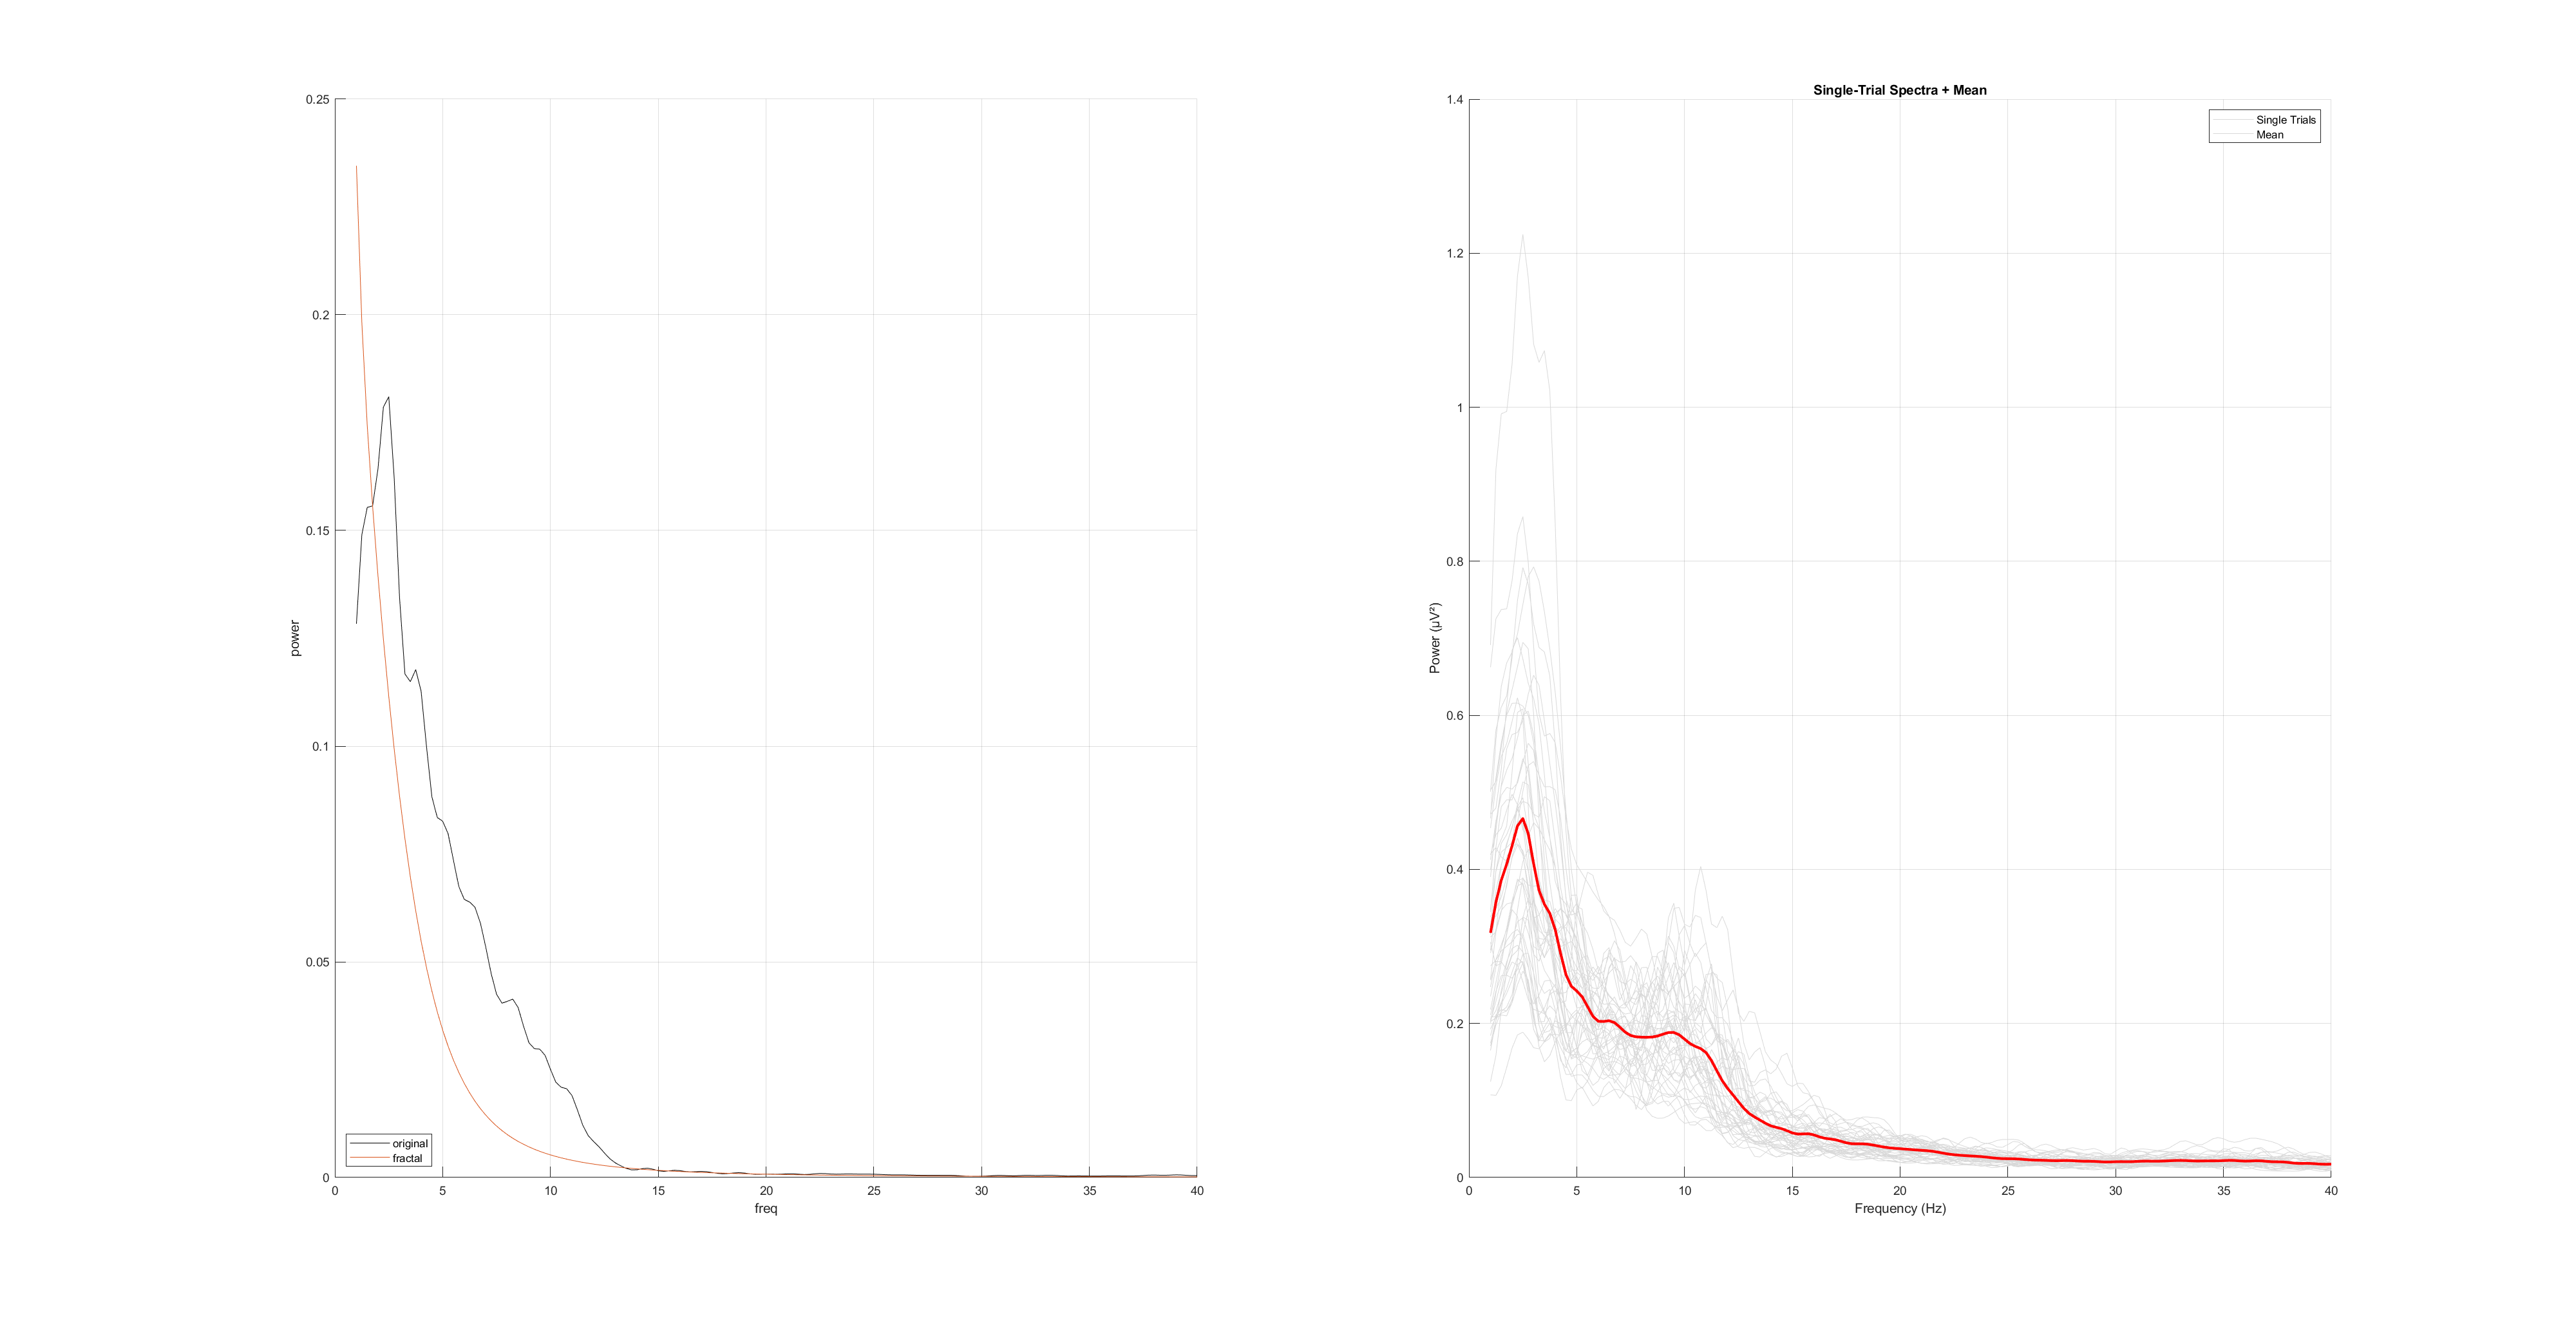 0.25
0.2
0.15
0.1
0.05
0
power
original
fractal
0 5 10 15 20 25 30 35 40
freq
Single-Trial Spectra + Mean
Single Trials
Mean
1.4
1.2
1
0.8
0.6
0.4
0.2
0
Power (µV²)
0 5 10 15 20 25 30 35 40
Frequency (Hz)